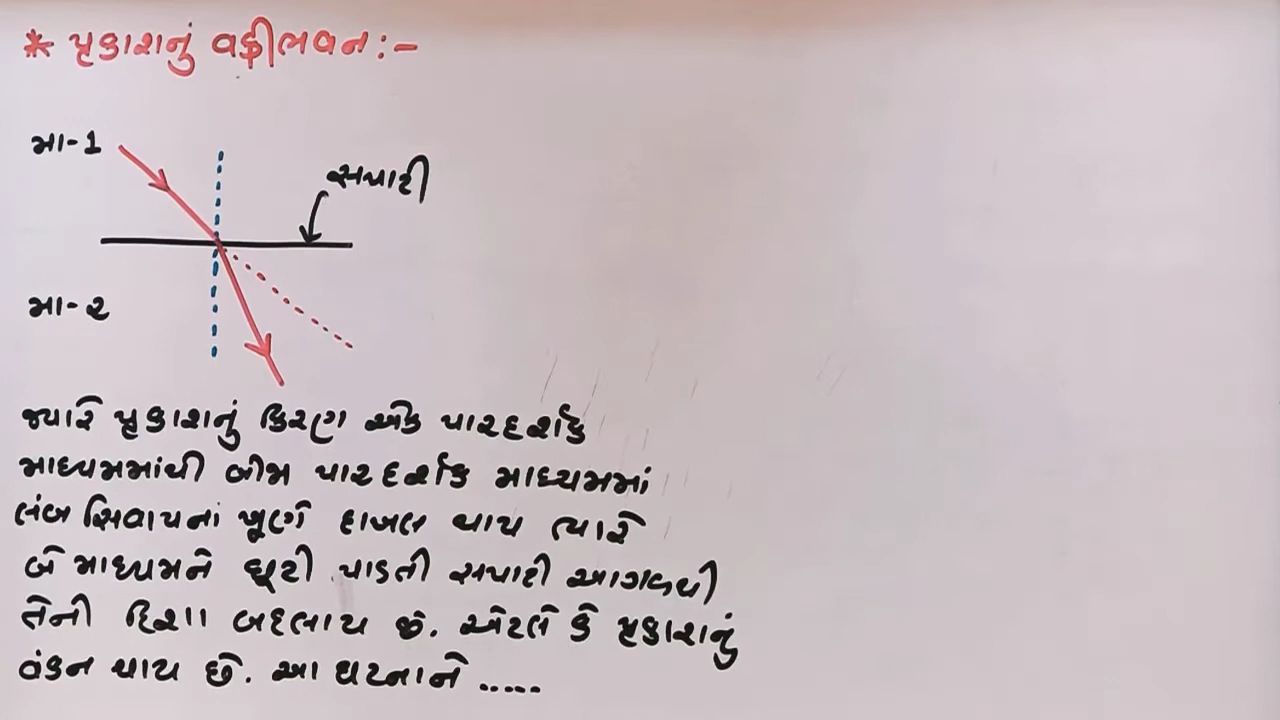 * પ્રકાશનું વક્રીભવન:-
મા-1
સપાટી
મા-૨
જ્યારે પ્રકાશનું કિરણ એક પારદર્શક
માધ્યમમાંથી બીજા પારદર્શક માધ્યમમાં
લંબ સિવાયનાં ખૂણે દાખલ થાય ત્યારે
બે માધ્યમને છૂટી પાડતી સપાટી આગળથી
તેની દિશા બદલાય છે. એટલે કે પ્રકાશનું
વંકન થાય છે. આ ઘટનાને .....